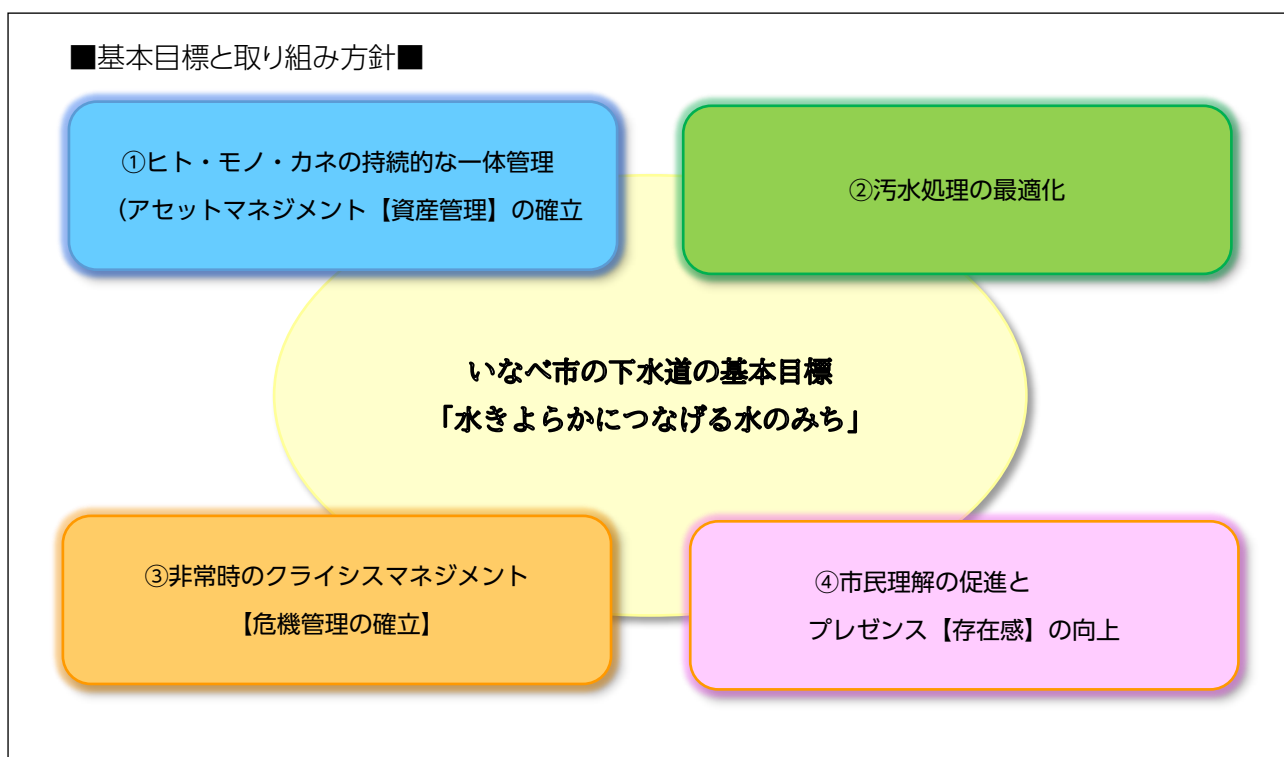 ■基本目標と取り組み方針■
①ヒト・モノ・カネの持続的な一体管理
(アセットマネジメント【資産管理】の確立
②汚水処理の最適化
いなべ市の下水道の基本目標
「水きよらかにつなげる水のみち」
③非常時のクライシスマネジメント
【危機管理の確立】
④市民理解の促進と
プレゼンス【存在感】の向上